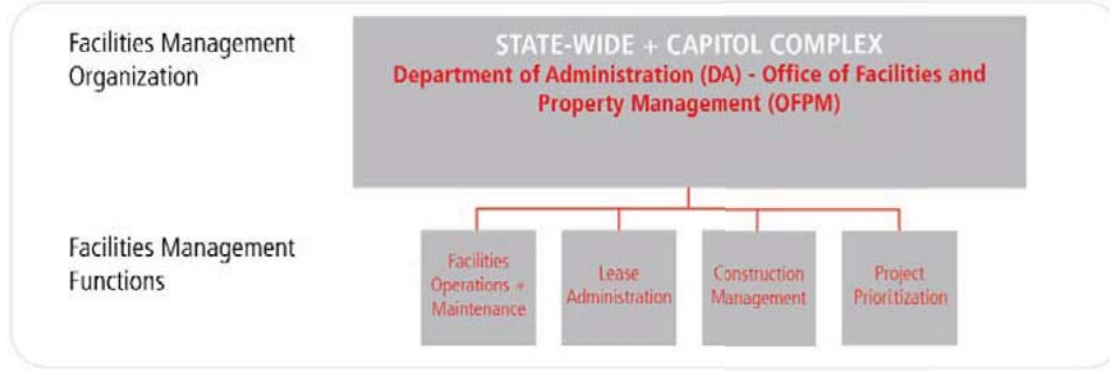 Facilities Management
Organization
STATE-WIDE + CAPITOL COMPLEX
Department of Administration (DA) - Office of Facilities and
Property Management (OFPM)
Facilities Management
Functions
Facilities
Operations +
Maintenance
Lease
Administration
Construction
Management
Project
Prioritization